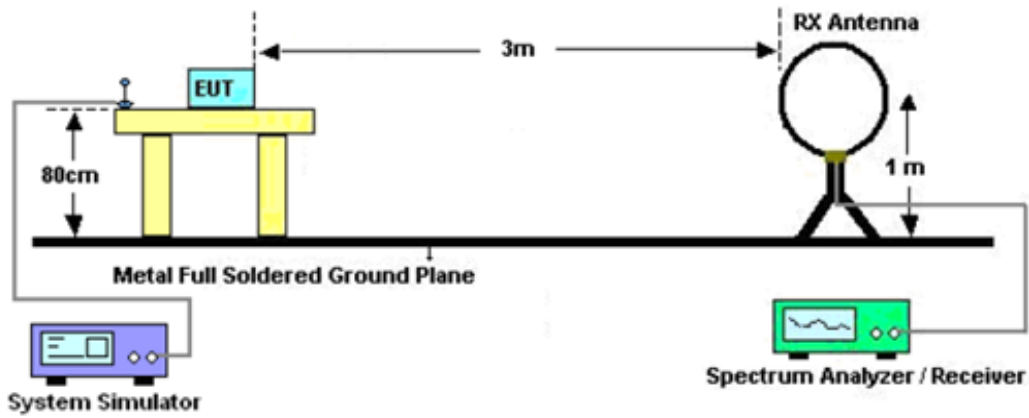 RX Antenna
3m
EUT
80cm
1 m
Metal Full Soldered Ground Plane
System Simulator
Spectrum Analyzer / Receiver